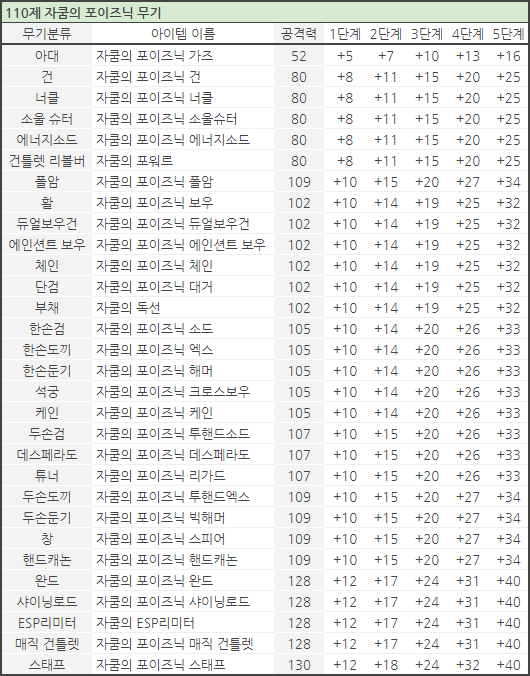 110제 자쿰의 포이즈닉 무기
무기분류 아이템 이름 공격력 1단계 2단계 3단계 4단계 5단계
아대 자쿰의 포이즈닉 가즈 52 +5 +7 +10 +13 +16
건 자쿰의 포이즈닉 건 80 +8 +11 +15 +20 +25
너클 자쿰의 포이즈닉 너클 80 +8 +11 +15 +20 +25
소울 슈터 자쿰의 포이즈닉 소울슈터 80 +8 +11 +15 +20 +25
에너지소드 자쿰의 포이즈닉 에너지소드 80 +8 +11 +15 +20 +25
건틀렛 리볼버 자쿰의 포워르 80 +8 +11 +15 +20 +25
폴암 자쿰의 포이즈닉 폴암 109 +10 +15 +20 +27 +34
활 자쿰의 포이즈닉 보우 102 +10 +14 +19 +25 +32
듀얼보우건 자쿰의 포이즈닉 듀얼보우건 102 +10 +14 +19 +25 +32
에인션트 보우 자쿰의 포이즈닉 에인션트 보우 102 +10 +14 +19 +25 +32
체인 자쿰의 포이즈닉 체인 102 +10 +14 +19 +25 +32
단검 자쿰의 포이즈닉 대거 102 +10 +14 +19 +25 +32
부채 자쿰의 독선 102 +10 +14 +19 +25 +32
한손검 자쿰의 포이즈닉 소드 105 +10 +14 +20 +26 +33
한손도끼 자쿰의 포이즈닉 엑스 105 +10 +14 +20 +26 +33
한손둔기 자쿰의 포이즈닉 해머 105 +10 +14 +20 +26 +33
석궁 자쿰의 포이즈닉 크로스보우 105 +10 +14 +20 +26 +33
케인 자쿰의 포이즈닉 케인 105 +10 +14 +20 +26 +33
두손검 자쿰의 포이즈닉 투핸드소드 107 +10 +15 +20 +26 +33
데스페라도 자쿰의 포이즈닉 데스페라도 107 +10 +15 +20 +26 +33
튜너 자쿰의 포이즈닉 리가드 107 +10 +15 +20 +26 +33
두손도끼 자쿰의 포이즈닉 투핸드엑스 109 +10 +15 +20 +27 +34
두손둔기 자쿰의 포이즈닉 빅해머 109 +10 +15 +20 +27 +34
창 자쿰의 포이즈닉 스피어 109 +10 +15 +20 +27 +34
핸드캐논 자쿰의 포이즈닉 핸드캐논 109 +10 +15 +20 +27 +34
완드 자쿰의 포이즈닉 완드 128 +12 +17 +24 +31 +40
샤이닝로드 자쿰의 포이즈닉 샤이닝로드 128 +12 +17 +24 +31 +40
ESP리미터 자쿰의 ESP리미터 128 +12 +17 +24 +31 +40
매직 건틀렛 자쿰의 포이즈닉 매직 건틀렛 128 +12 +17 +24 +31 +40
스태프 자쿰의 포이즈닉 스태프 130 +12 +18 +24 +32 +40